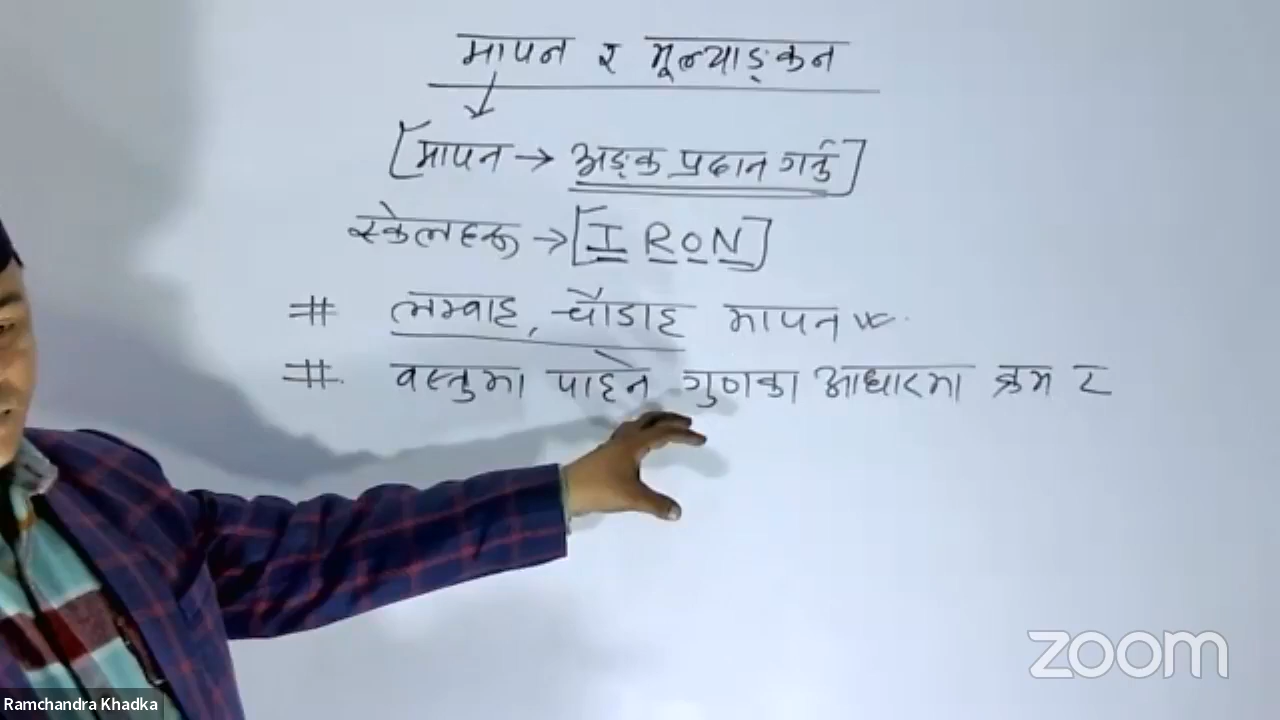 मापन र मूल्याङ्कन
[मापन → अङ्क प्रदान गर्नु]
स्केलहरू → [I R O N]
# लम्वाइ, चौडाइ मापन
# वस्तुमा पाइने गुणका आधारमा क्रम र
zoom
Ramchandra Khadka